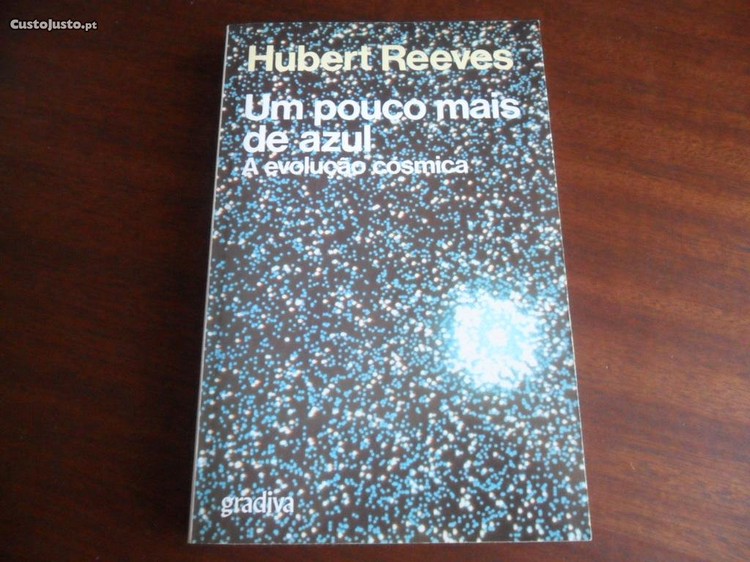 CustoJusto.pt
Hubert Reeves
Um pouco mais
de azul
A evolução cósmica
gradiva